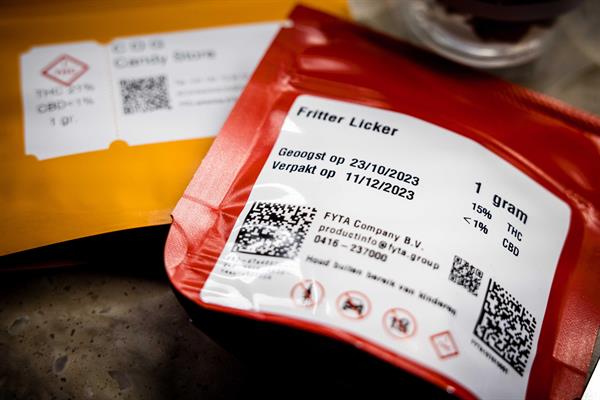 C O G
Candy Store
THC 21%
CBD<1%
1 gr.
Fritter Licker
Geoogst op 23/10/2023
Verpakt op 11/12/2023
1 gram
15% THC
<1% CBD
FYTA Company B.V.
productinfo@fyta.group
0416 - 237000
Houd buiten bereik van kinderen